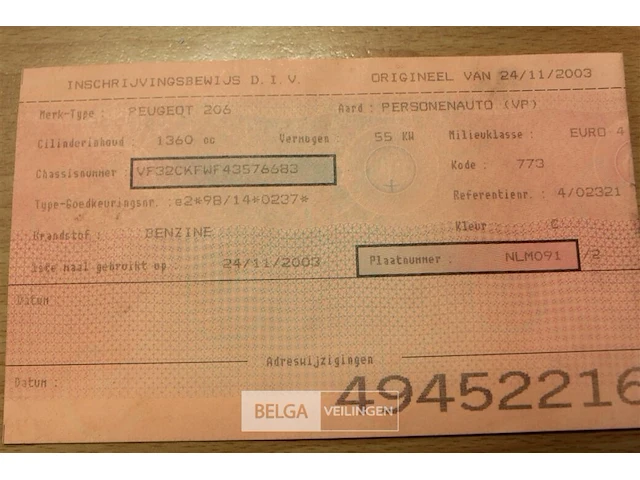 INSCHRIJVINGSBEWIJS D.I.V. ORIGINEEL VAN 24/11/2003
Merk-Type : PEUGEOT 206 Aard : PERSONENAUTO (VP)
Cilinderinhoud 1360 cc Vermogen : 55 KW Milieuklasse : EURO 4
Chassisnummer : VF32CKFWF43576683 Kode : 773
Type-Goedkeuringsnr. : e2*98/14*0237* Referentienr. : 4/02321
Brandstof : BENZINE Kleur : C
1ste maal gebruikt op : 24/11/2003 Plaatnummer : NLM091 /2
Datum :
Adreswijzigingen
Datum :
49452216
BELGA VEILINGEN